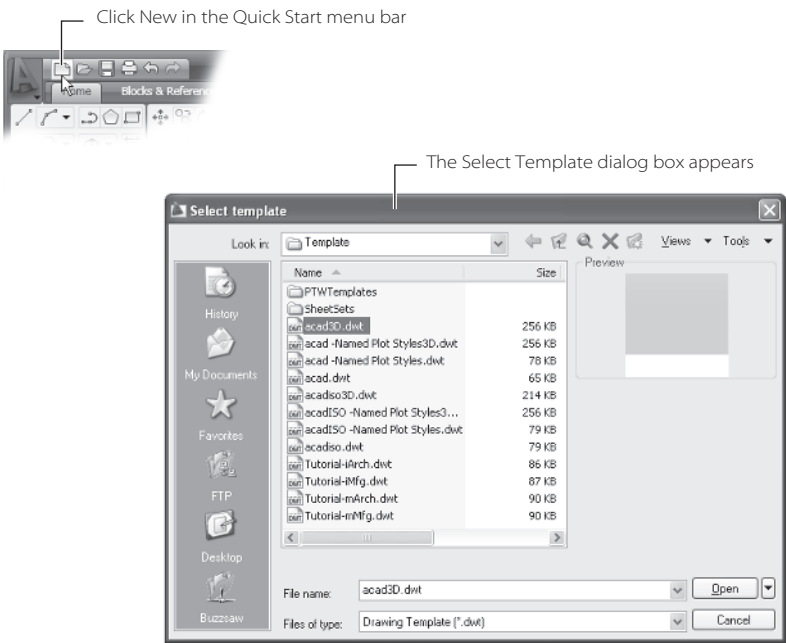 Click New in the Quick Start menu bar
Home Blocks & Referenc
The Select Template dialog box appears
Select template
Look in: Template Views Tools
Name Size Preview
PTWTemplates
SheetSets
acad3D.dwt 256 KB
acad -Named Plot Styles3D.dwt 256 KB
acad -Named Plot Styles.dwt 78 KB
acad.dwt 65 KB
acadiso3D.dwt 214 KB
acadISO -Named Plot Styles3... 256 KB
acadISO -Named Plot Styles.dwt 79 KB
acadiso.dwt 79 KB
Tutorial-iArch.dwt 86 KB
Tutorial-iMfg.dwt 87 KB
Tutorial-mArch.dwt 90 KB
Tutorial-mMfg.dwt 90 KB
History
My Documents
Favorites
FTP
Desktop
Buzzsaw
File name: acad3D.dwt Open
Files of type: Drawing Template (*.dwt) Cancel